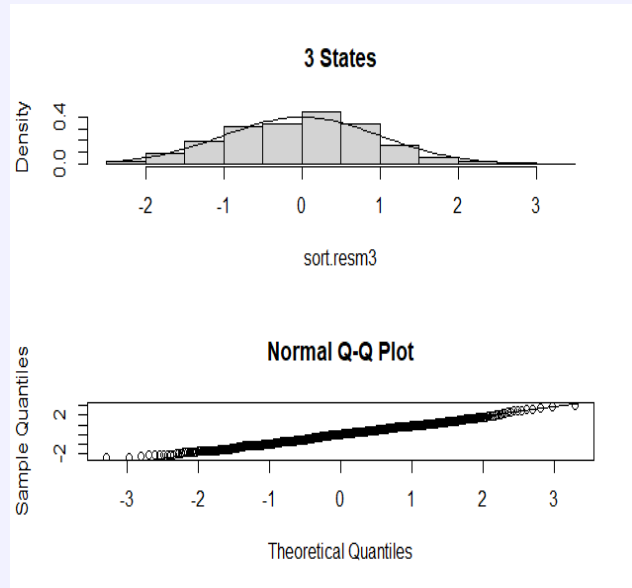 3 States
Density
0.4
0.0
-2 -1 0 1 2 3
sort.resm3
Normal Q-Q Plot
Sample Quantiles
2
-2
-3 -2 -1 0 1 2 3
Theoretical Quantiles